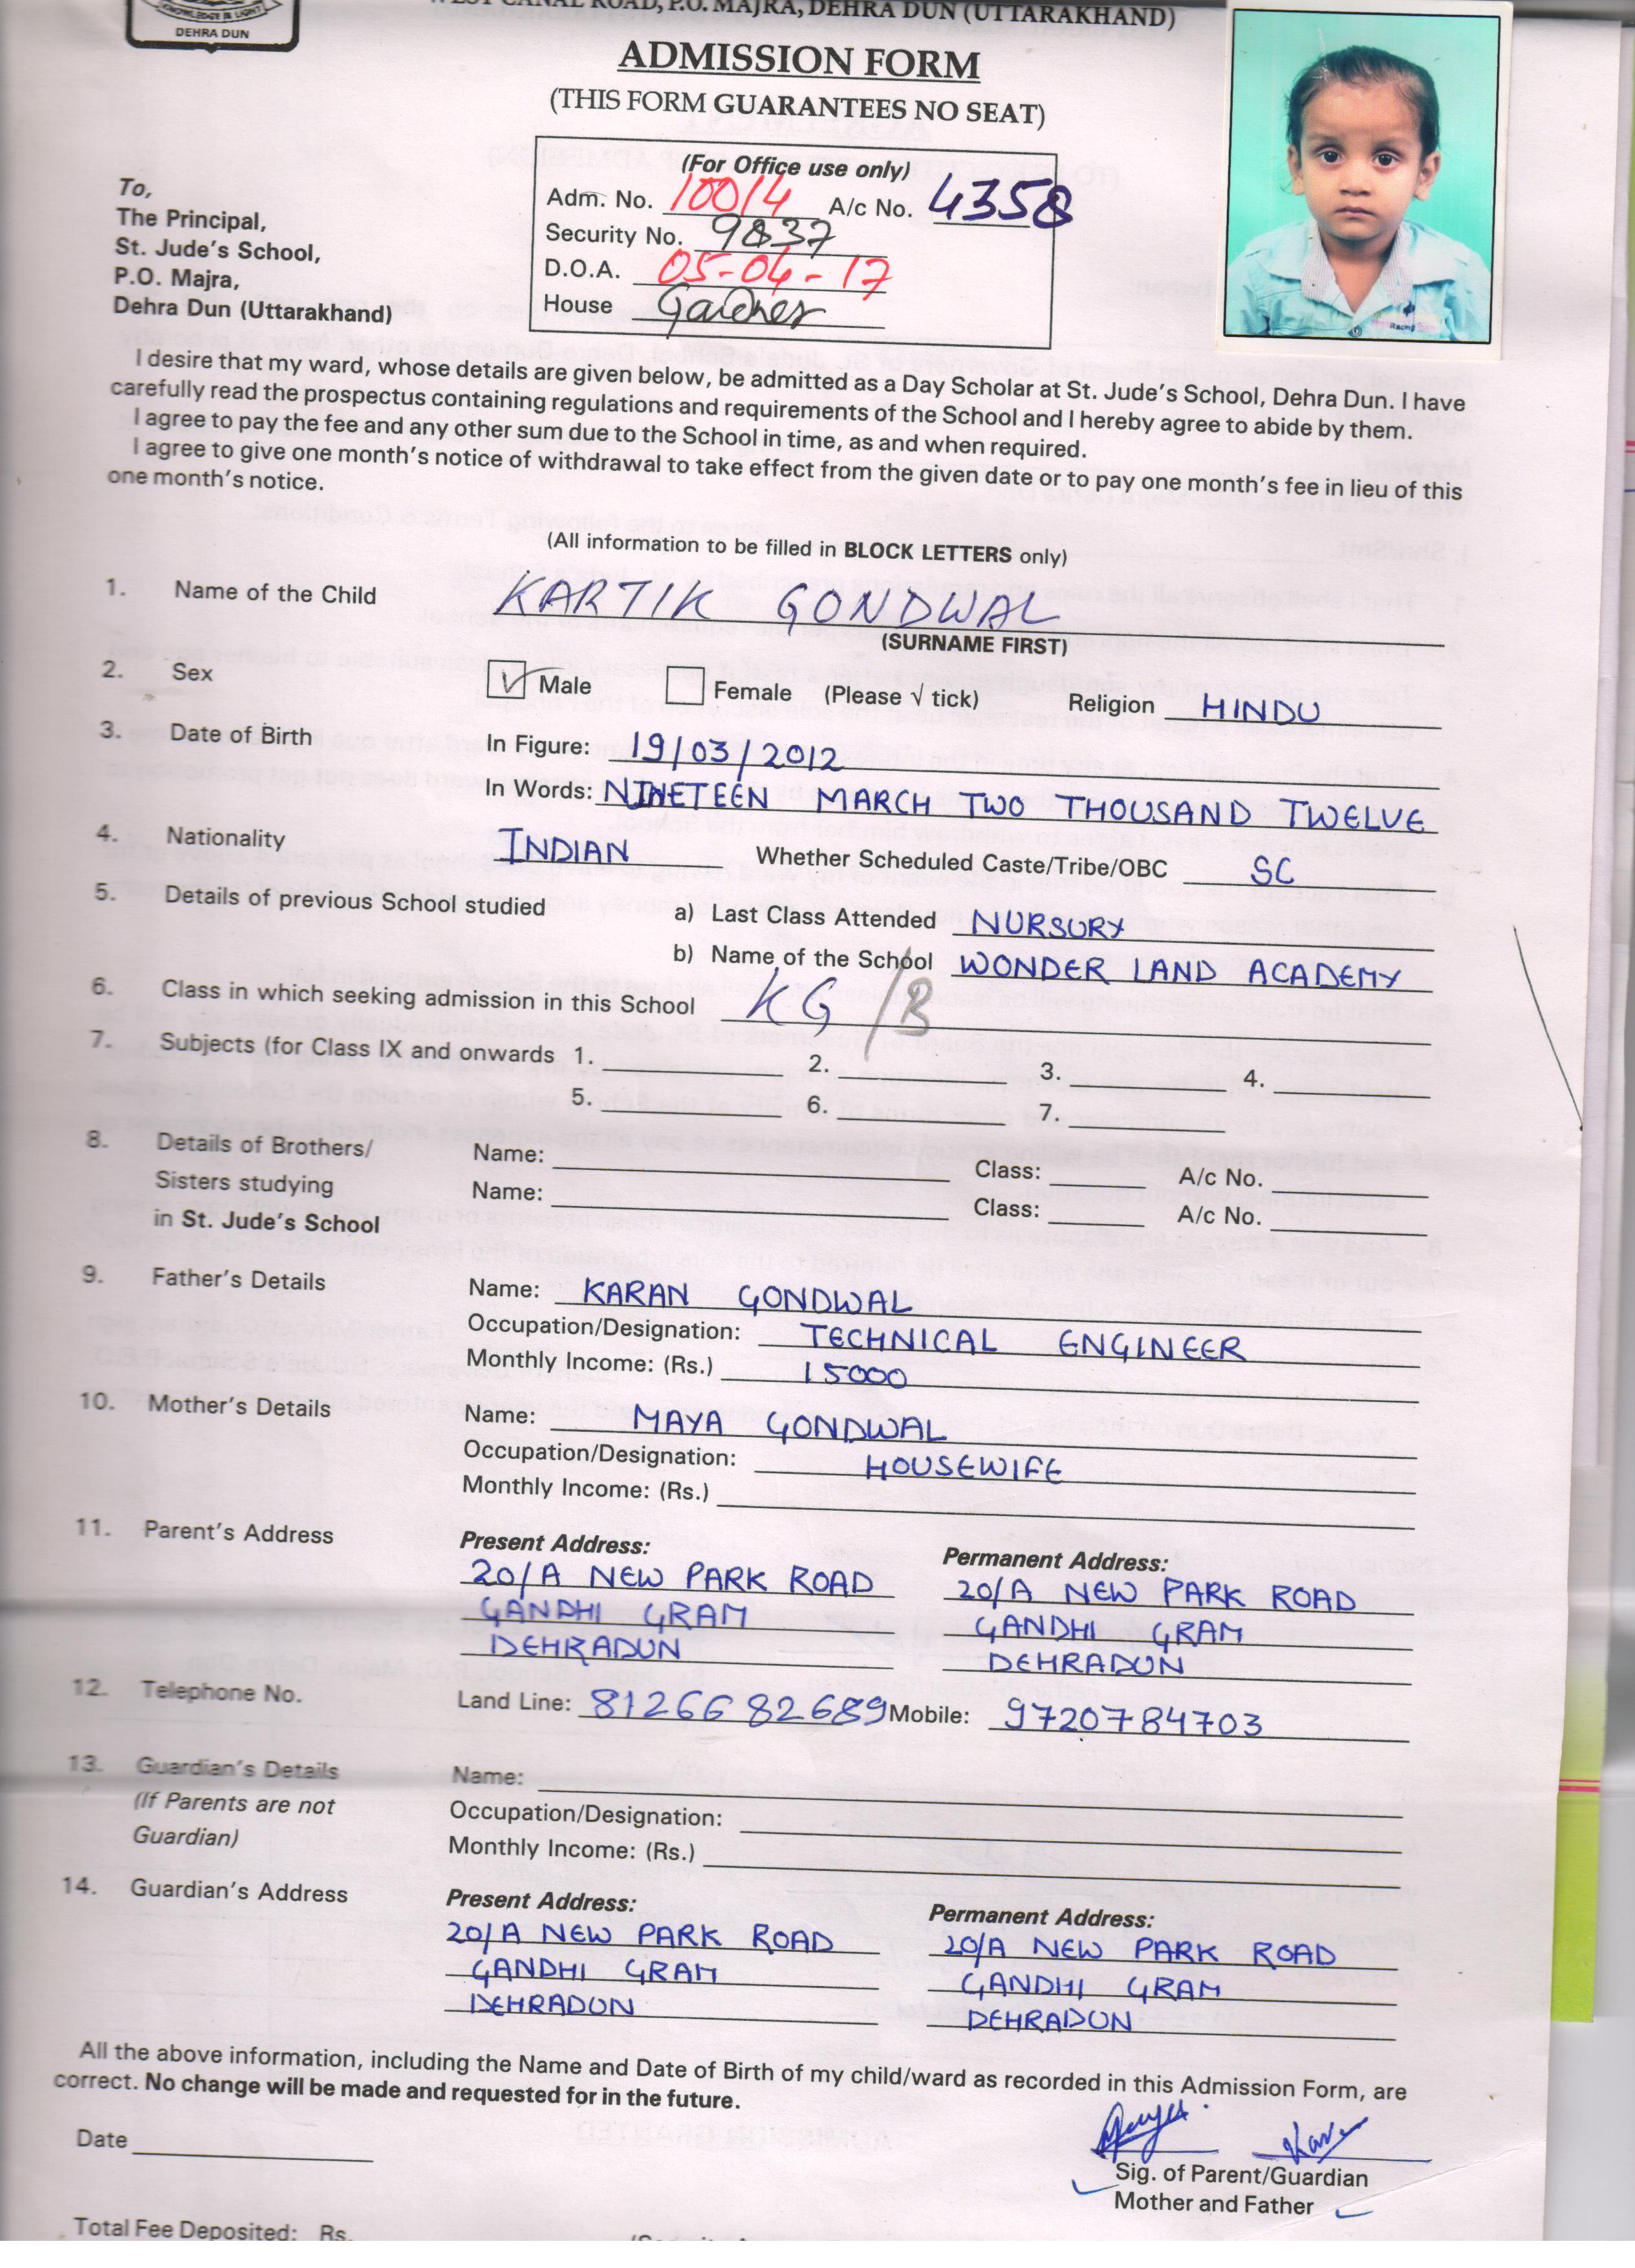 KNOWLEDGE IS LIGHT
DEHRA DUN
WEST CANAL ROAD, P.O. MAJRA, DEHRA DUN (UTTARAKHAND)
ADMISSION FORM
(THIS FORM GUARANTEES NO SEAT)
(For Office use only)
Adm. No. 10014 A/c No. 4358
Security No. 9837
D.O.A. 05-04-17
House Gardner
To,
The Principal,
St. Jude's School,
P.O. Majra,
Dehra Dun (Uttarakhand)
Racing
I desire that my ward, whose details are given below, be admitted as a Day Scholar at St. Jude's School, Dehra Dun. I have
carefully read the prospectus containing regulations and requirements of the School and I hereby agree to abide by them.
I agree to pay the fee and any other sum due to the School in time, as and when required.
I agree to give one month's notice of withdrawal to take effect from the given date or to pay one month's fee in lieu of this
one month's notice.
(All information to be filled in BLOCK LETTERS only)
1. Name of the Child KARTIK GONDWAL
(SURNAME FIRST)
2. Sex Male Female (Please √ tick) Religion HINDU
3. Date of Birth In Figure: 19/03/2012
In Words: NINETEEN MARCH TWO THOUSAND TWELVE
4. Nationality INDIAN Whether Scheduled Caste/Tribe/OBC SC
5. Details of previous School studied a) Last Class Attended NURSURY
b) Name of the School WONDER LAND ACADEMY
6. Class in which seeking admission in this School KG/B
7. Subjects (for Class IX and onwards 1. 2. 3. 4.
5. 6. 7.
8. Details of Brothers/ Name: Class: A/c No.
Sisters studying Name: Class: A/c No.
in St. Jude's School
9. Father's Details Name: KARAN GONDWAL
Occupation/Designation: TECHNICAL ENGINEER
Monthly Income: (Rs.) 15000
10. Mother's Details Name: MAYA GONDWAL
Occupation/Designation: HOUSEWIFE
Monthly Income: (Rs.)
11. Parent's Address Present Address: Permanent Address:
20/A NEW PARK ROAD 20/A NEW PARK ROAD
GANDHI GRAM GANDHI GRAM
DEHRADUN DEHRADUN
12. Telephone No. Land Line: 8126682689 Mobile: 9720784703
13. Guardian's Details Name:
(If Parents are not Occupation/Designation:
Guardian) Monthly Income: (Rs.)
14. Guardian's Address Present Address: Permanent Address:
20/A NEW PARK ROAD 20/A NEW PARK ROAD
GANDHI GRAM GANDHI GRAM
DEHRADUN DEHRADUN
All the above information, including the Name and Date of Birth of my child/ward as recorded in this Admission Form, are
correct. No change will be made and requested for in the future.
Date
Karan
Sig. of Parent/Guardian
Mother and Father
Total Fee Deposited: Rs.